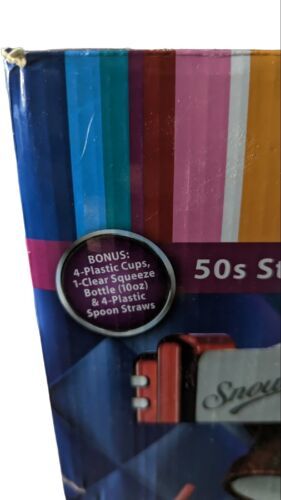 BONUS:
4-Plastic Cups,
1-Clear Squeeze
Bottle (10oz)
& 4-Plastic
Spoon Straws
50s St
Snow